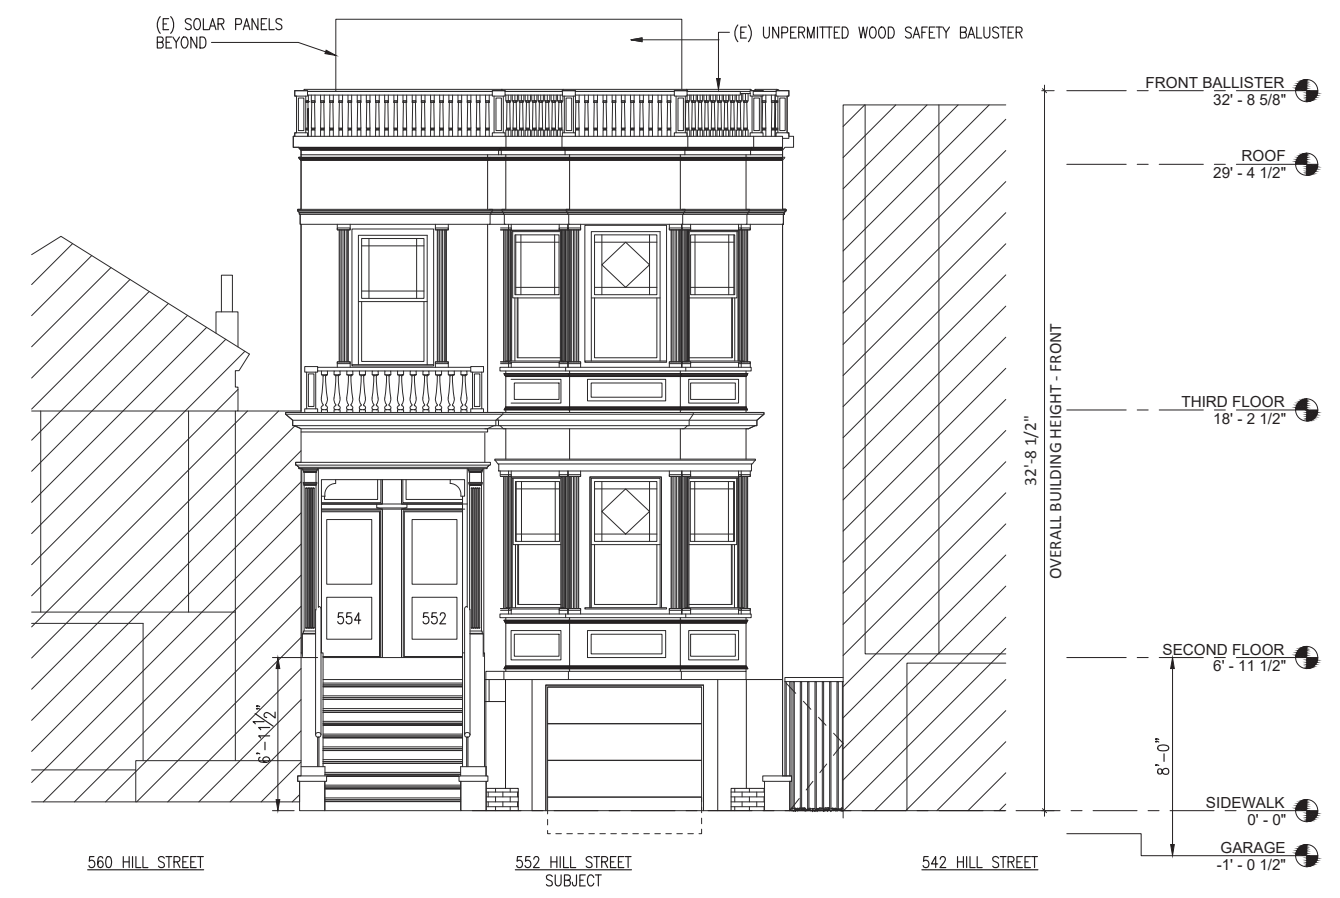 (E) SOLAR PANELS
BEYOND
(E) UNPERMITTED WOOD SAFETY BALUSTER
FRONT BALLISTER
32' - 8 5/8"
ROOF
29' - 4 1/2"
THIRD FLOOR
18' - 2 1/2"
32'-8 1/2"
OVERALL BUILDING HEIGHT - FRONT
554
552
SECOND FLOOR
6' - 11 1/2"
6'-11½"
8'-0"
SIDEWALK
0' - 0"
GARAGE
-1' - 0 1/2"
560 HILL STREET
552 HILL STREET
SUBJECT
542 HILL STREET